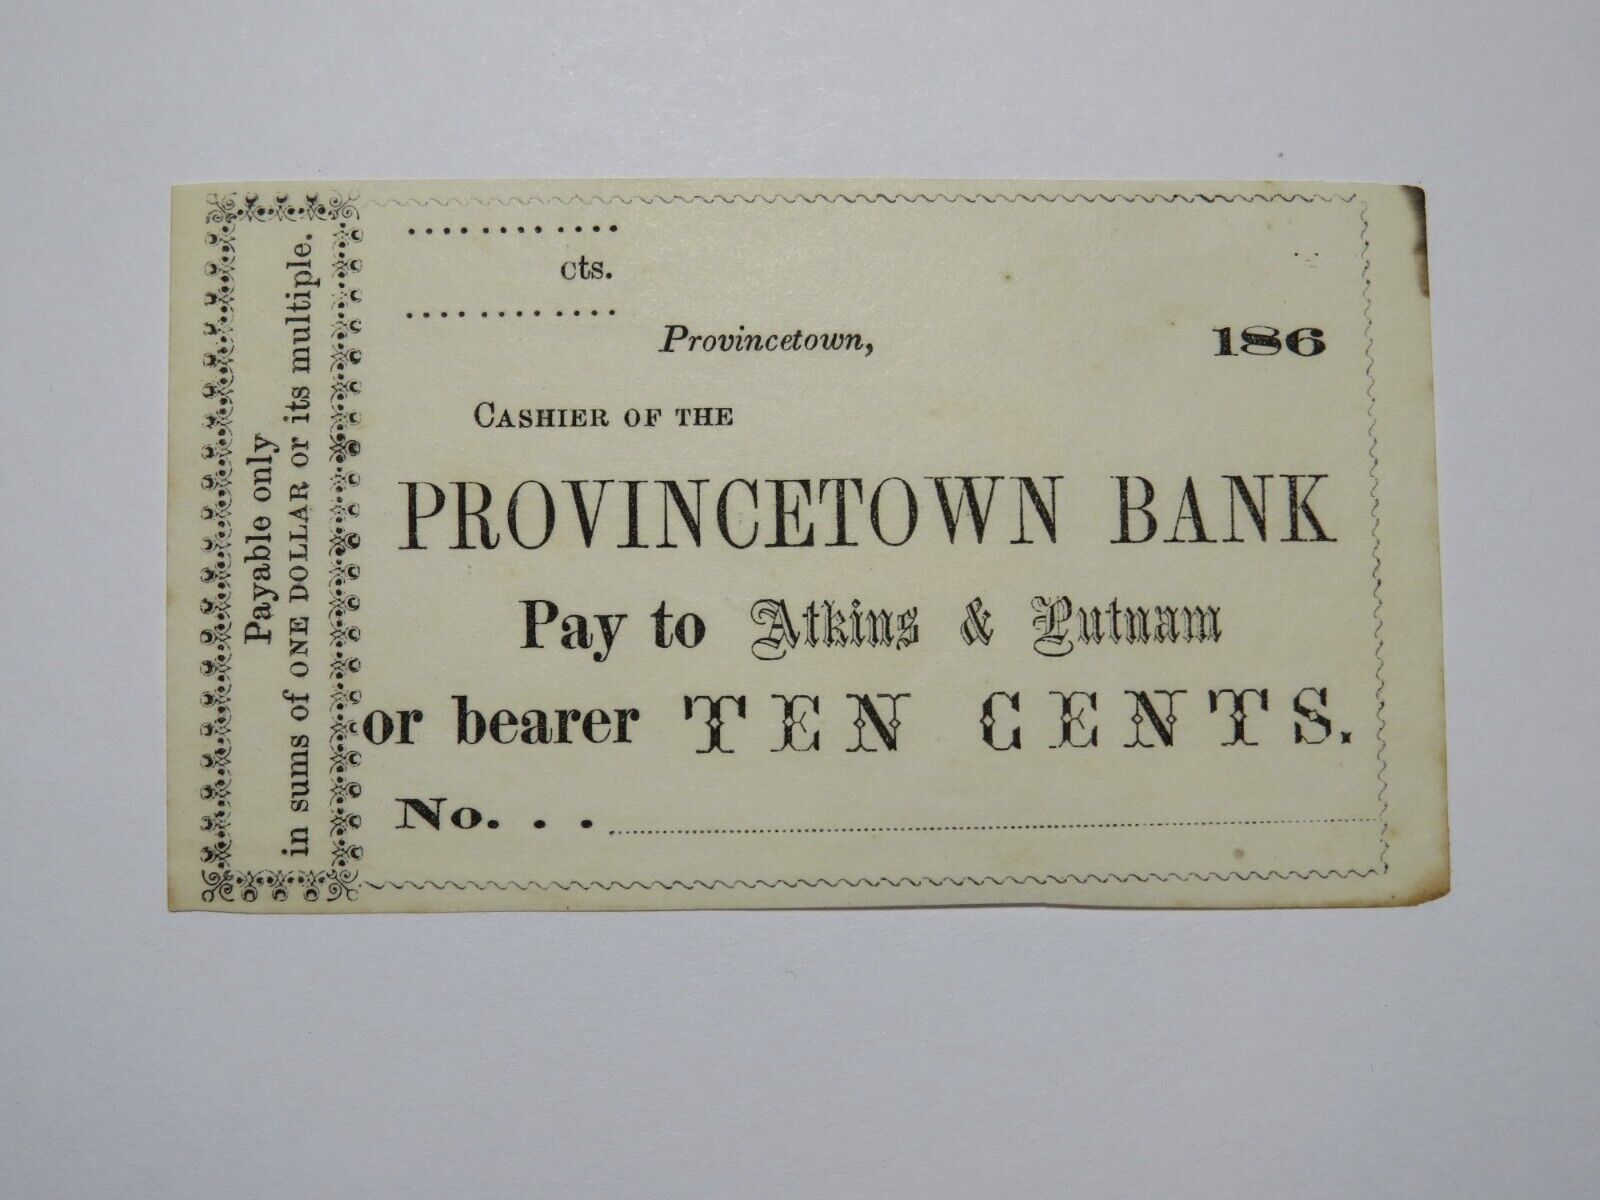 Payable only
in sums of ONE DOLLAR or its multiple.
............
cts.
............
Provincetown, 186
CASHIER OF THE
PROVINCETOWN BANK
Pay to Atkins & Putnam
or bearer TEN CENTS.
No. . .